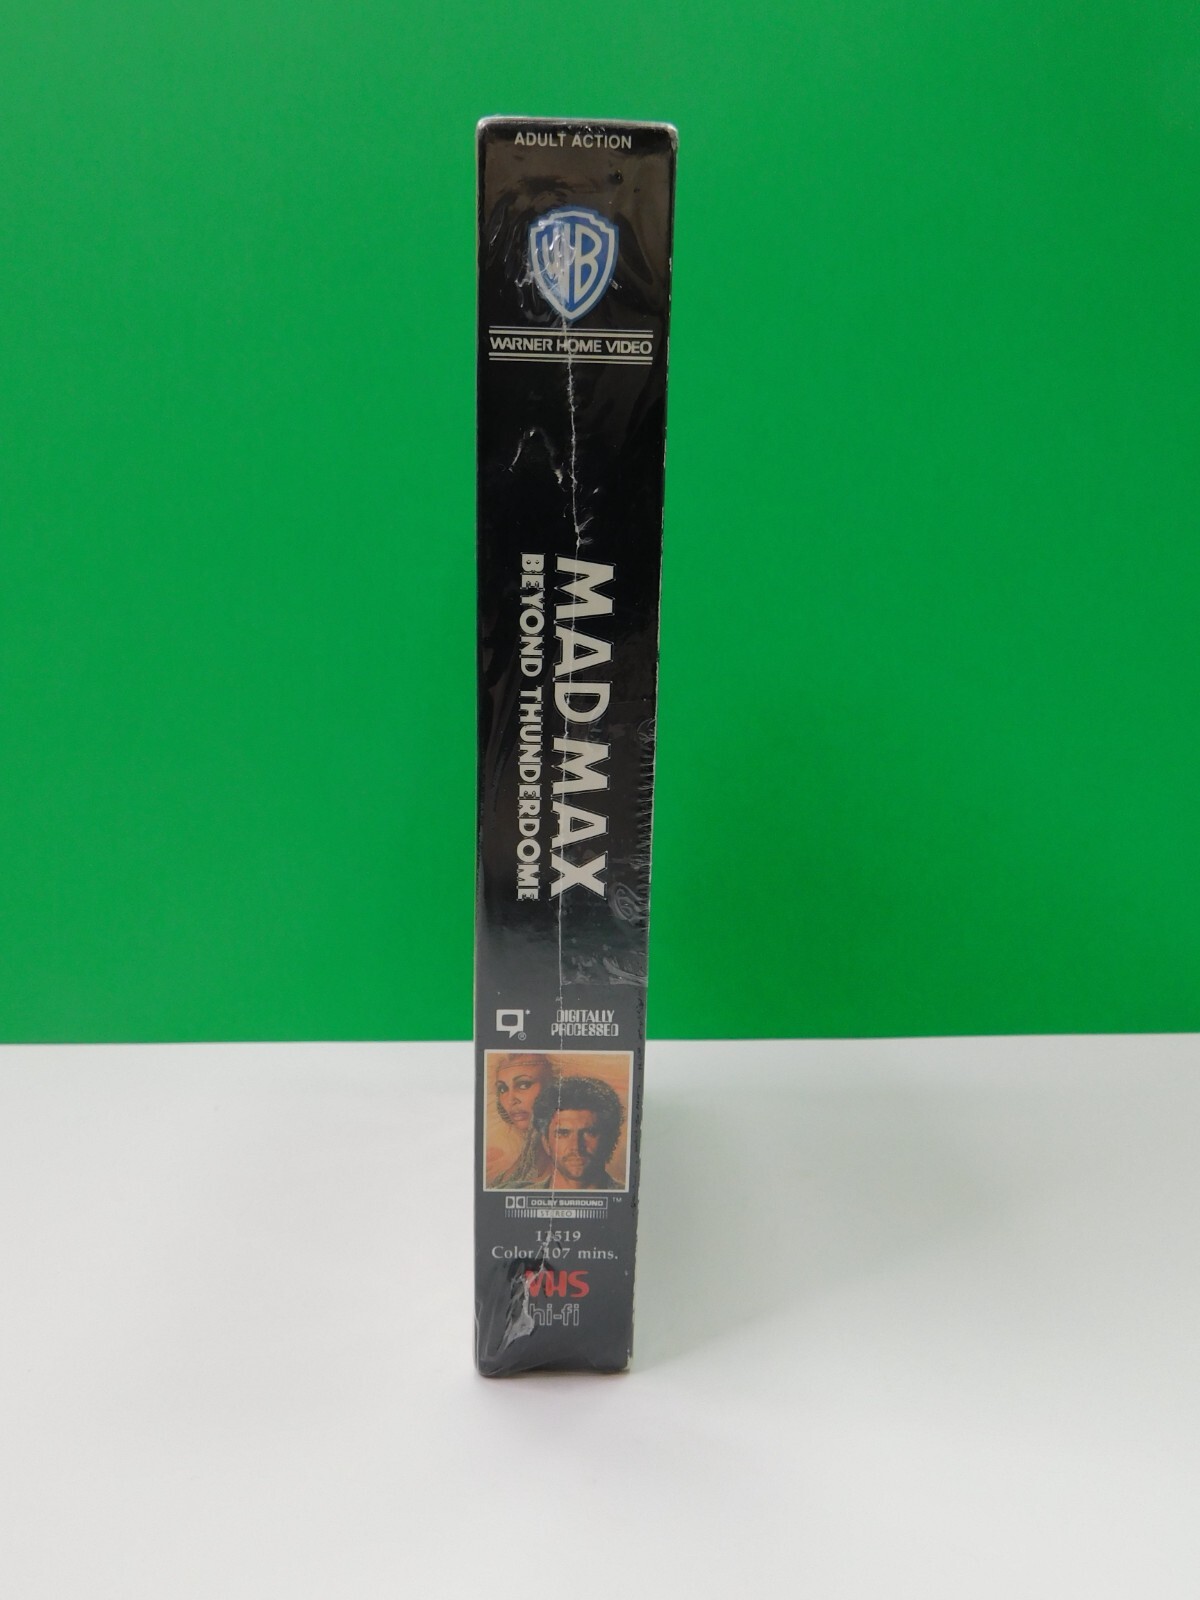 ADULT ACTION
WB
WARNER HOME VIDEO
MAD MAX
BEYOND THUNDERDOME
DIGITALLY
PROCESSED
DOLBY SURROUND ™
STEREO
11519
Color/107 mins.
VHS
hi-fi